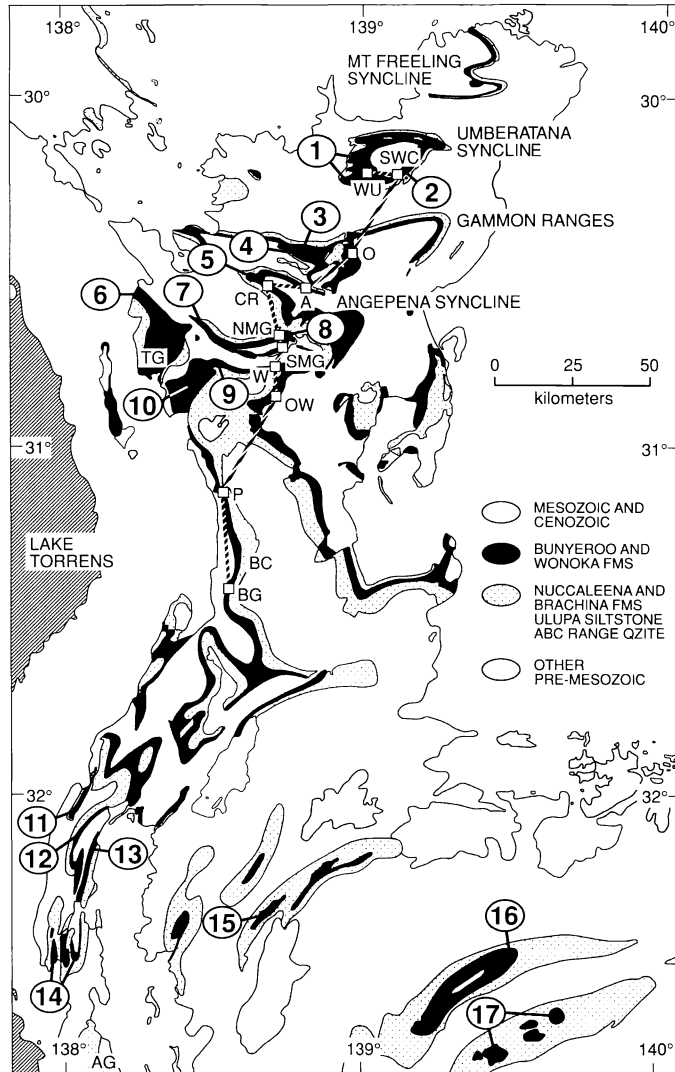 138° 139° 140°
MT FREELING
SYNCLINE
30° 30°
UMBERATANA
SYNCLINE
1
SWC
WU
2
3
GAMMON RANGES
4
O
5
6
7
CR
A
ANGEPENA SYNCLINE
NMG
8
TG
SMG
W
0 25 50
kilometers
10
9
OW
31° 31°
P
LAKE
TORRENS
MESOZOIC AND
CENOZOIC
BUNYEROO AND
WONOKA FMS
BC
BG
NUCCALEENA AND
BRACHINA FMS
ULUPA SILTSTONE
ABC RANGE QZITE
OTHER
PRE-MESOZOIC
32° 32°
11
12
13
15
16
14
17
138° 139° 140°
AG